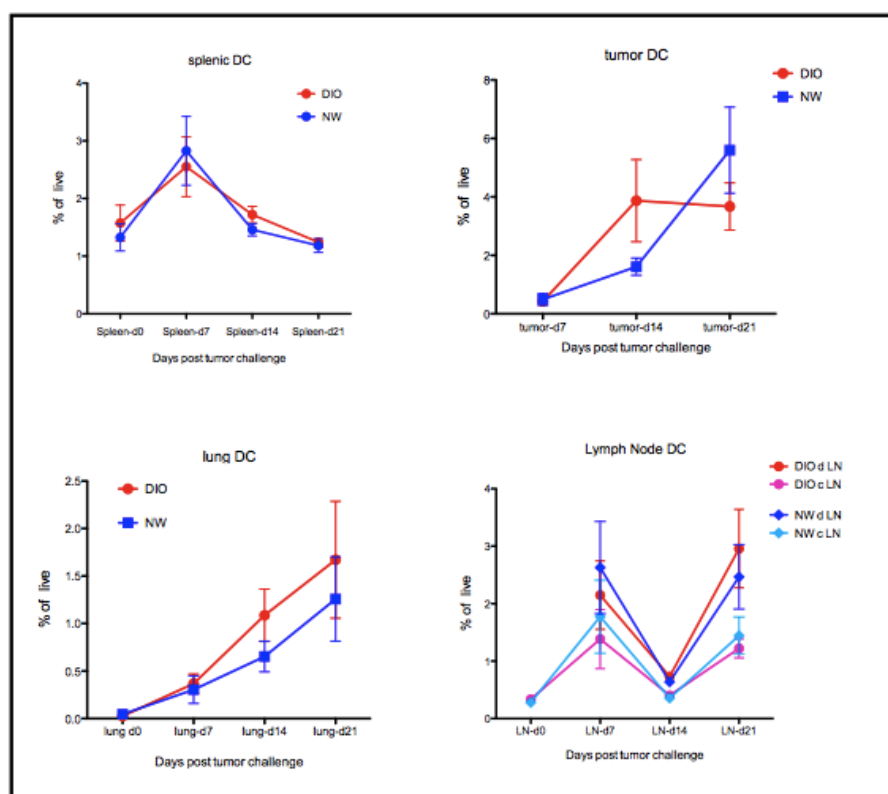 splenic DC
DIO
NW
% of live
4
3
2
1
0
Spleen-d0 Spleen-d7 Spleen-d14 Spleen-d21
Days post tumor challenge
tumor DC
DIO
NW
% of live
8
6
4
2
0
tumor-d7 tumor-d14 tumor-d21
Days post tumor challenge
lung DC
DIO
NW
% of live
2.5
2.0
1.5
1.0
0.5
0.0
lung d0 lung-d7 lung-d14 lung-d21
Days post tumor challenge
Lymph Node DC
DIO d LN
DIO c LN
NW d LN
NW c LN
% of live
4
3
2
1
0
LN-d0 LN-d7 LN-d14 LN-d21
Days post tumor challenge